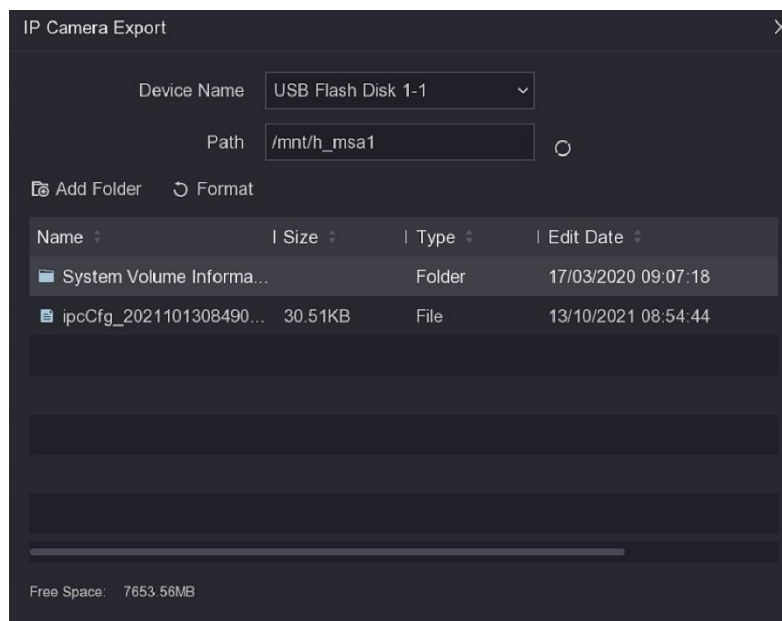 IP Camera Export
Device Name USB Flash Disk 1-1
Path /mnt/h_msa1
Add Folder Format
Name Size Type Edit Date
System Volume Informa... Folder 17/03/2020 09:07:18
ipcCfg_2021101308490... 30.51KB File 13/10/2021 08:54:44
Free Space: 7653.56MB